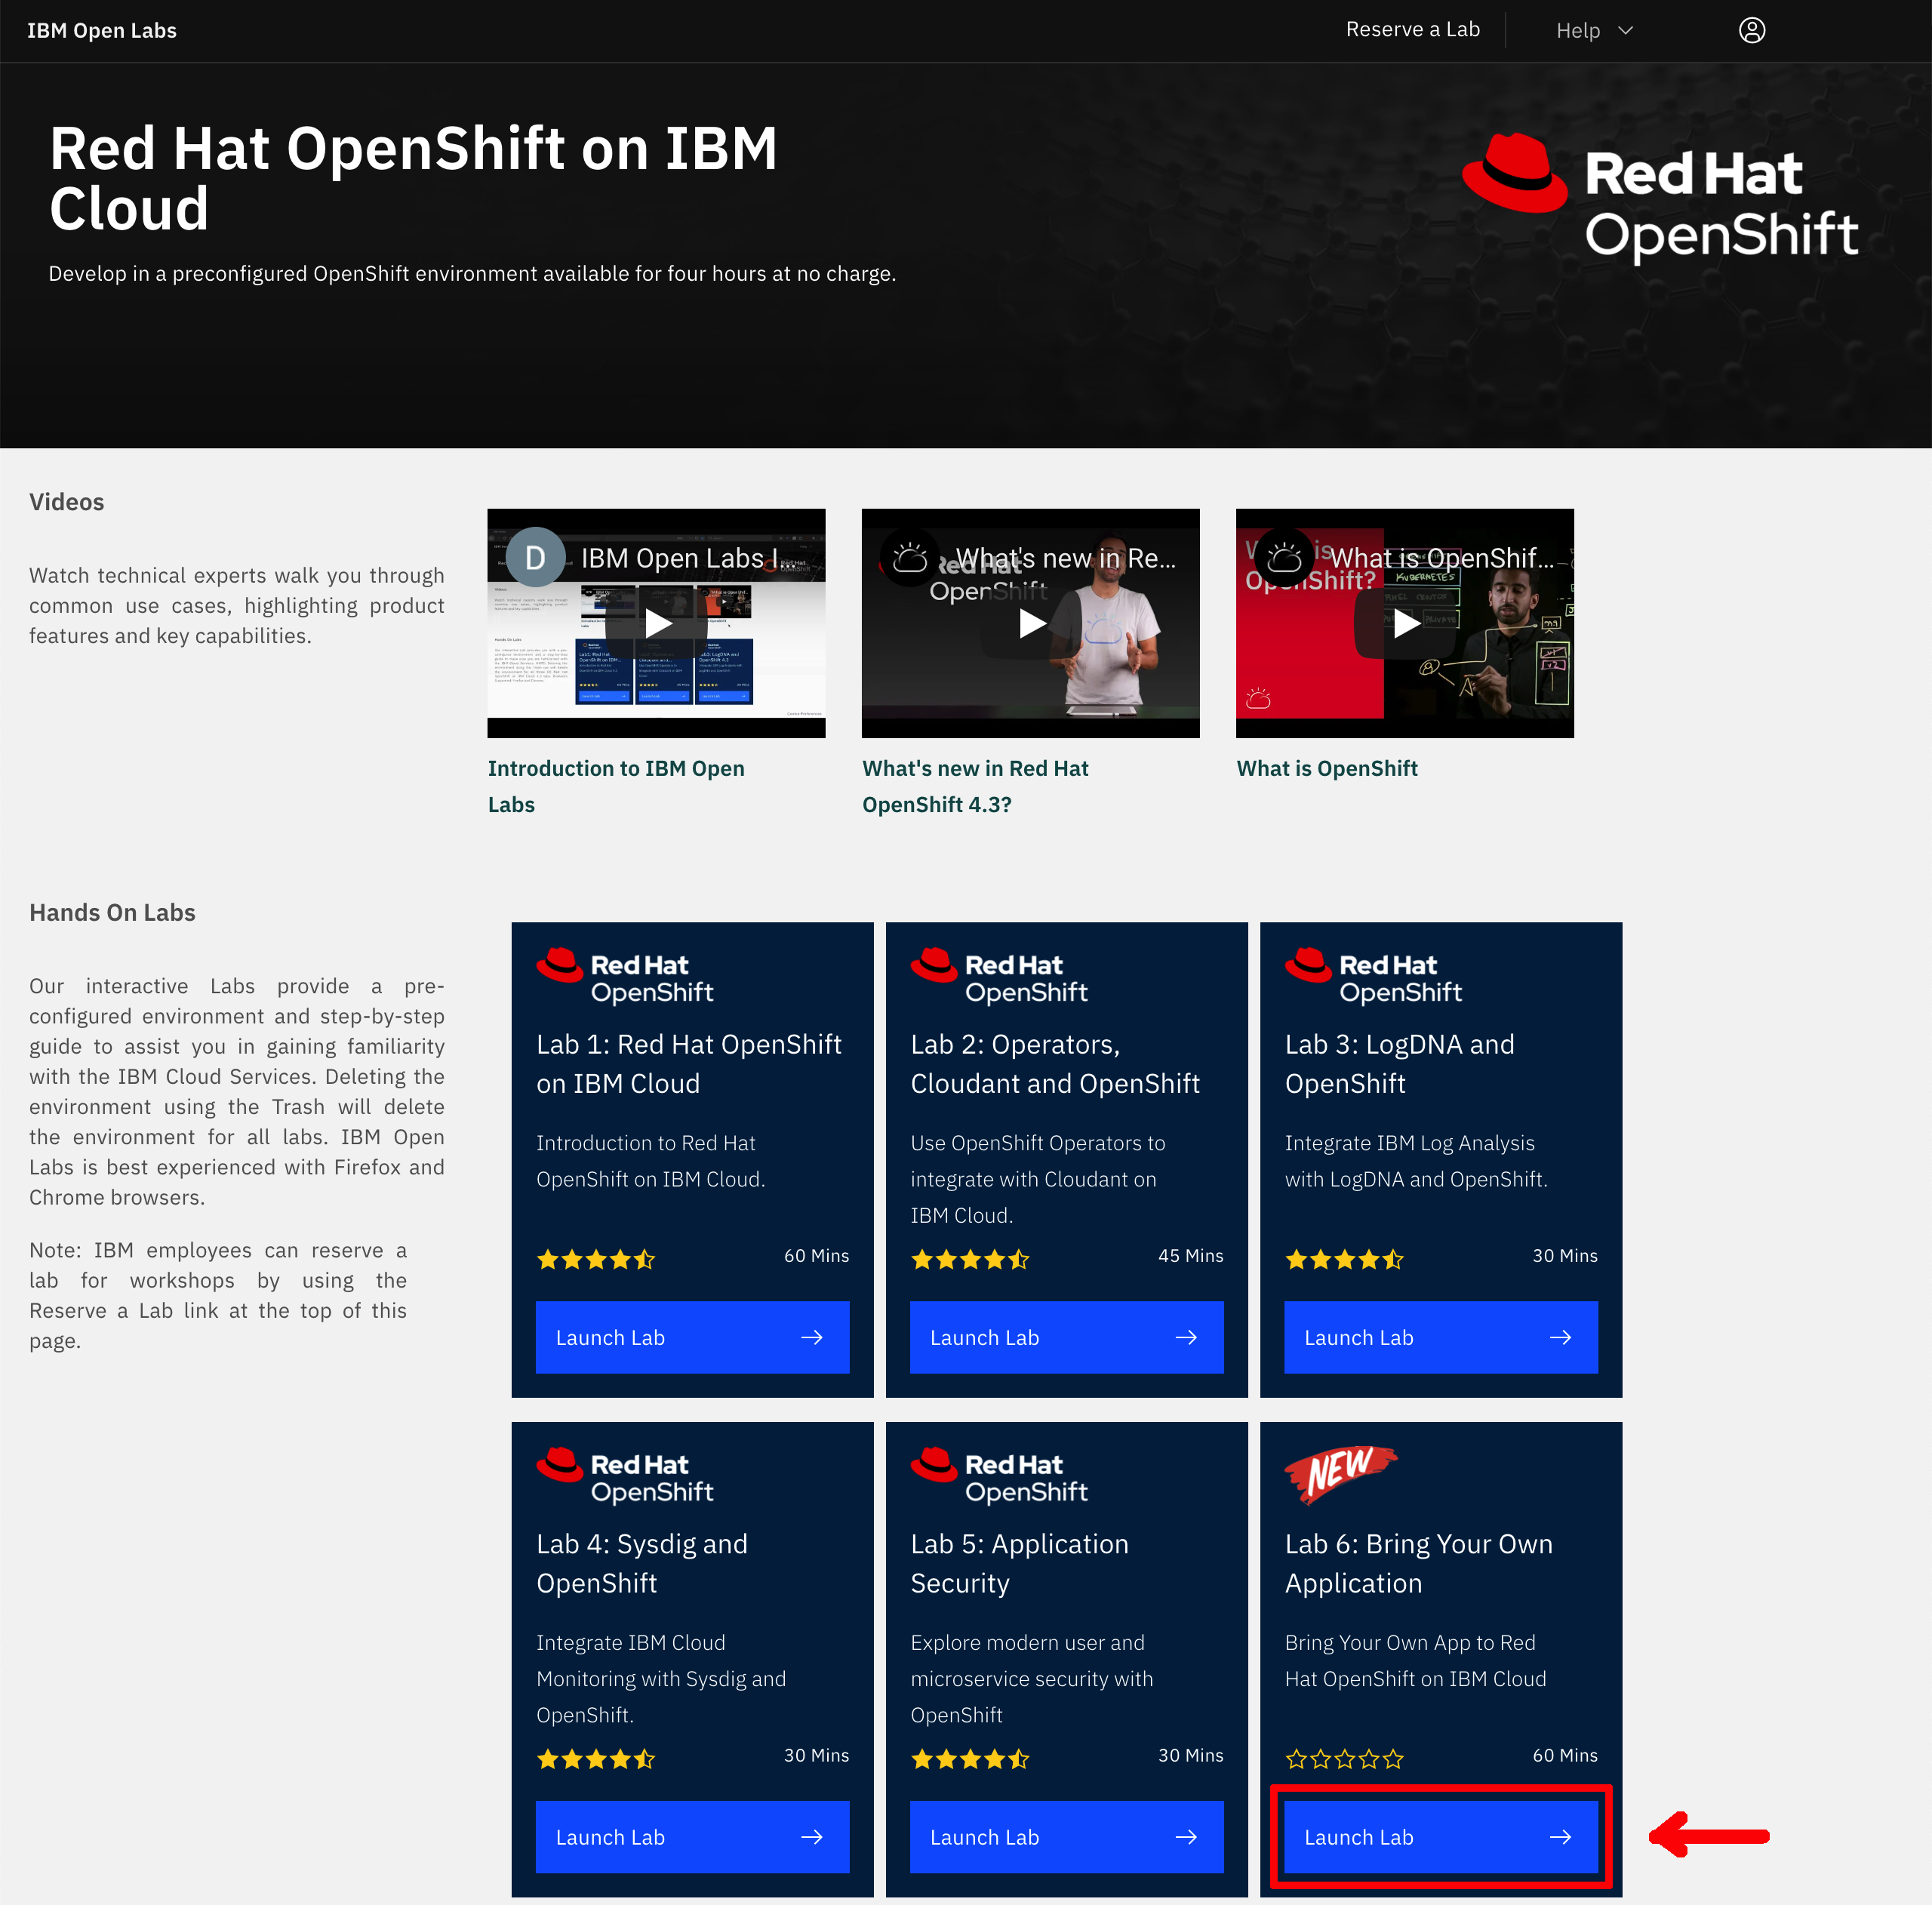 IBM Open Labs
Reserve a Lab
Help
Red Hat OpenShift on IBM
Cloud
Develop in a preconfigured OpenShift environment available for four hours at no charge.
Red Hat
OpenShift
Videos
Watch technical experts walk you through
common use cases, highlighting product
features and key capabilities.
D
IBM Open Labs I...
Introduction to IBM Open
Labs
What's new in Re...
Red Hat
OpenShift
What's new in Red Hat
OpenShift 4.3?
What is OpenShif...
What is
OpenShift?
KUBERNETES
What is OpenShift
Hands On Labs
Our interactive Labs provide a pre-
configured environment and step-by-step
guide to assist you in gaining familiarity
with the IBM Cloud Services. Deleting the
environment using the Trash will delete
the environment for all labs. IBM Open
Labs is best experienced with Firefox and
Chrome browsers.
Note: IBM employees can reserve a
lab for workshops by using the
Reserve a Lab link at the top of this
page.
Red Hat
OpenShift
Lab 1: Red Hat OpenShift
on IBM Cloud
Introduction to Red Hat
OpenShift on IBM Cloud.
60 Mins
Launch Lab
Red Hat
OpenShift
Lab 2: Operators,
Cloudant and OpenShift
Use OpenShift Operators to
integrate with Cloudant on
IBM Cloud.
45 Mins
Launch Lab
Red Hat
OpenShift
Lab 3: LogDNA and
OpenShift
Integrate IBM Log Analysis
with LogDNA and OpenShift.
30 Mins
Launch Lab
Red Hat
OpenShift
Lab 4: Sysdig and
OpenShift
Integrate IBM Cloud
Monitoring with Sysdig and
OpenShift.
30 Mins
Launch Lab
Red Hat
OpenShift
Lab 5: Application
Security
Explore modern user and
microservice security with
OpenShift
30 Mins
Launch Lab
NEW
Lab 6: Bring Your Own
Application
Bring Your Own App to Red
Hat OpenShift on IBM Cloud
60 Mins
Launch Lab